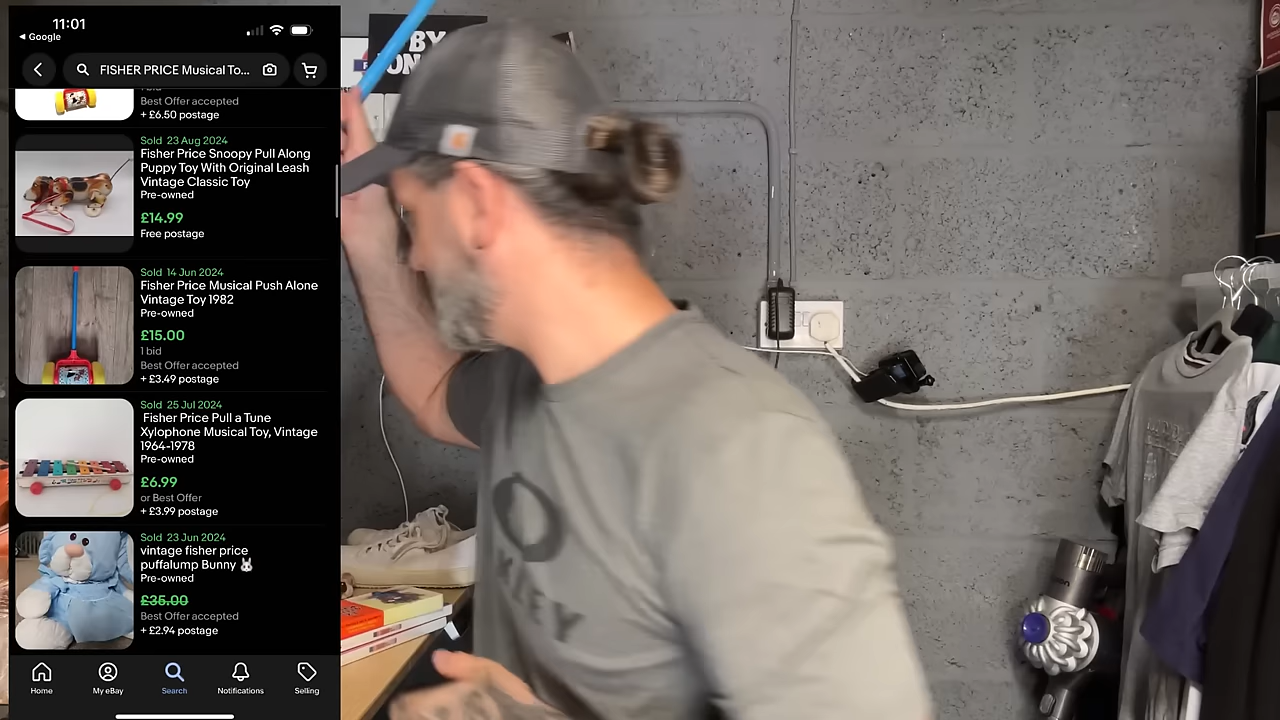 11:01
◀ Google
FISHER PRICE Musical To...
Best Offer accepted
+ £6.50 postage
Sold 23 Aug 2024
Fisher Price Snoopy Pull Along
Puppy Toy With Original Leash
Vintage Classic Toy
Pre-owned
£14.99
Free postage
Sold 14 Jun 2024
Fisher Price Musical Push Alone
Vintage Toy 1982
Pre-owned
£15.00
1 bid
Best Offer accepted
+ £3.49 postage
Sold 25 Jul 2024
Fisher Price Pull a Tune
Xylophone Musical Toy, Vintage
1964-1978
Pre-owned
£6.99
or Best Offer
+ £3.99 postage
Sold 23 Jun 2024
vintage fisher price
puffalump Bunny 🐰
Pre-owned
£35.00
Best Offer accepted
+ £2.94 postage
Home
My eBay
Search
Notifications
Selling
BY